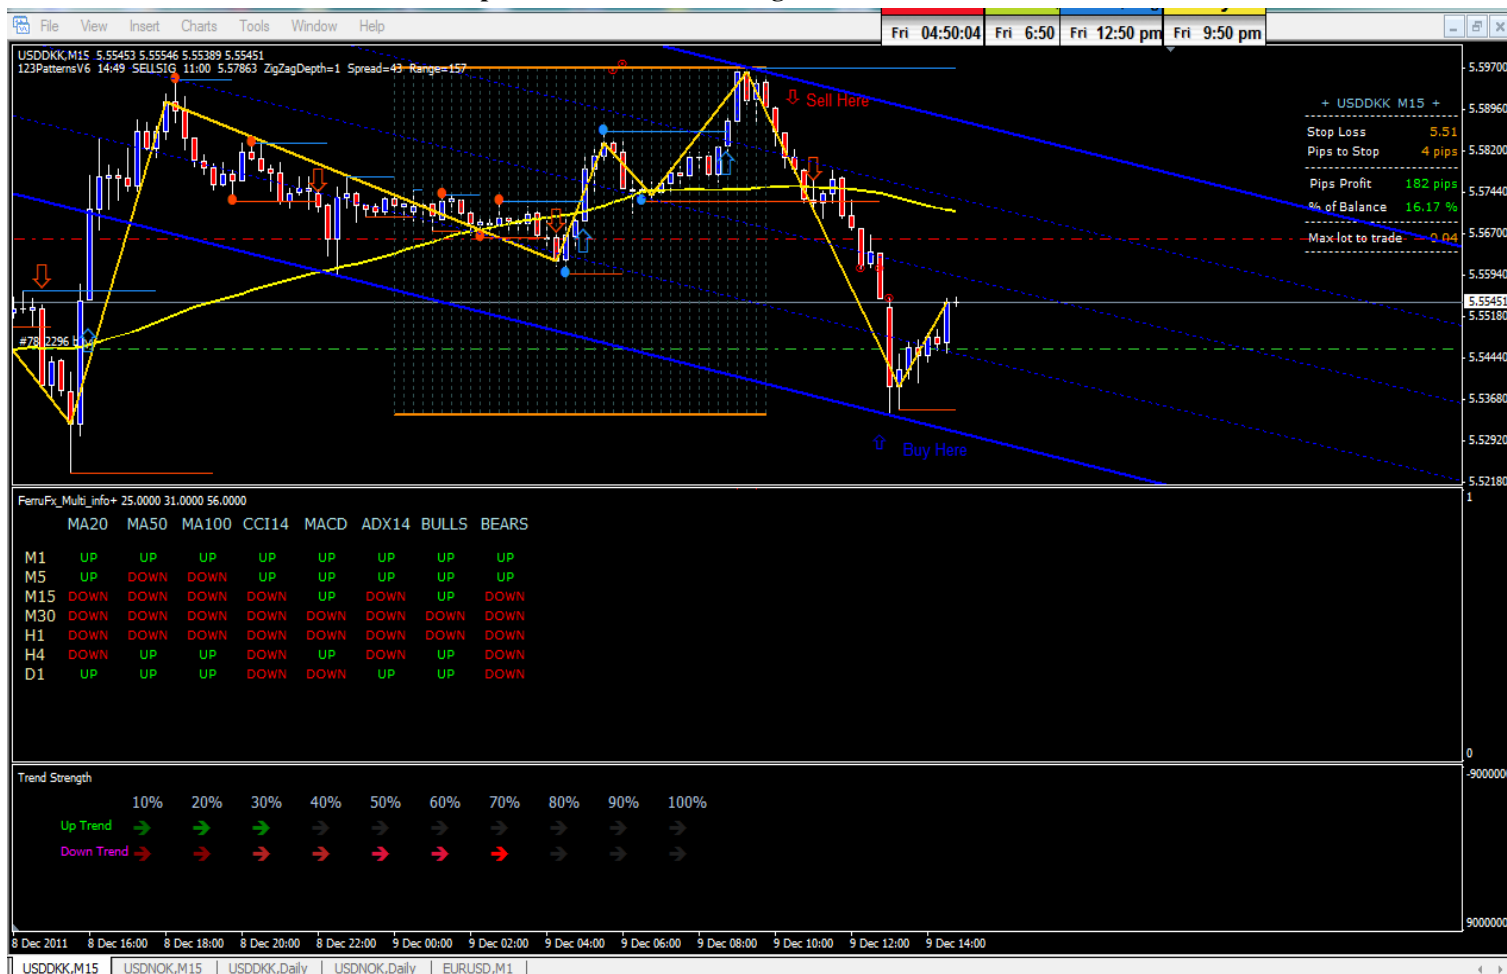 File View Insert Charts Tools Window Help
Fri 04:50:04 Fri 6:50 Fri 12:50 pm Fri 9:50 pm
USDDKK,M15 5.55453 5.55546 5.55389 5.55451
123PatternsV6 14:49 SELLSIG 11:00 5.57863 ZigZagDepth=1 Spread=43 Range=157
Sell Here
Buy Here
+ USDDKK M15 +
Stop Loss 5.51
Pips to Stop 4 pips
Pips Profit 182 pips
% of Balance 16.17 %
Max lot to trade 0.04
5.59700
5.58960
5.58200
5.57440
5.56700
5.55940
5.55451
5.55180
5.54440
5.53680
5.52920
5.52180
FerruFx_Multi_info+ 25.0000 31.0000 56.0000
1
MA20 MA50 MA100 CCI14 MACD ADX14 BULLS BEARS
M1 UP UP UP UP UP UP UP UP
M5 UP DOWN DOWN UP UP UP UP UP
M15 DOWN DOWN DOWN DOWN UP DOWN UP DOWN
M30 DOWN DOWN DOWN DOWN DOWN DOWN DOWN DOWN
H1 DOWN DOWN DOWN DOWN DOWN DOWN DOWN DOWN
H4 DOWN UP UP DOWN UP DOWN UP DOWN
D1 UP UP UP DOWN DOWN UP UP DOWN
0
Trend Strength
-9000000
10% 20% 30% 40% 50% 60% 70% 80% 90% 100%
Up Trend
Down Trend
9000000
8 Dec 2011 8 Dec 16:00 8 Dec 18:00 8 Dec 20:00 8 Dec 22:00 9 Dec 00:00 9 Dec 02:00 9 Dec 04:00 9 Dec 06:00 9 Dec 08:00 9 Dec 10:00 9 Dec 12:00 9 Dec 14:00
USDDKK,M15 USDNOK,M15 USDDKK,Daily USDNOK,Daily EURUSD,M1